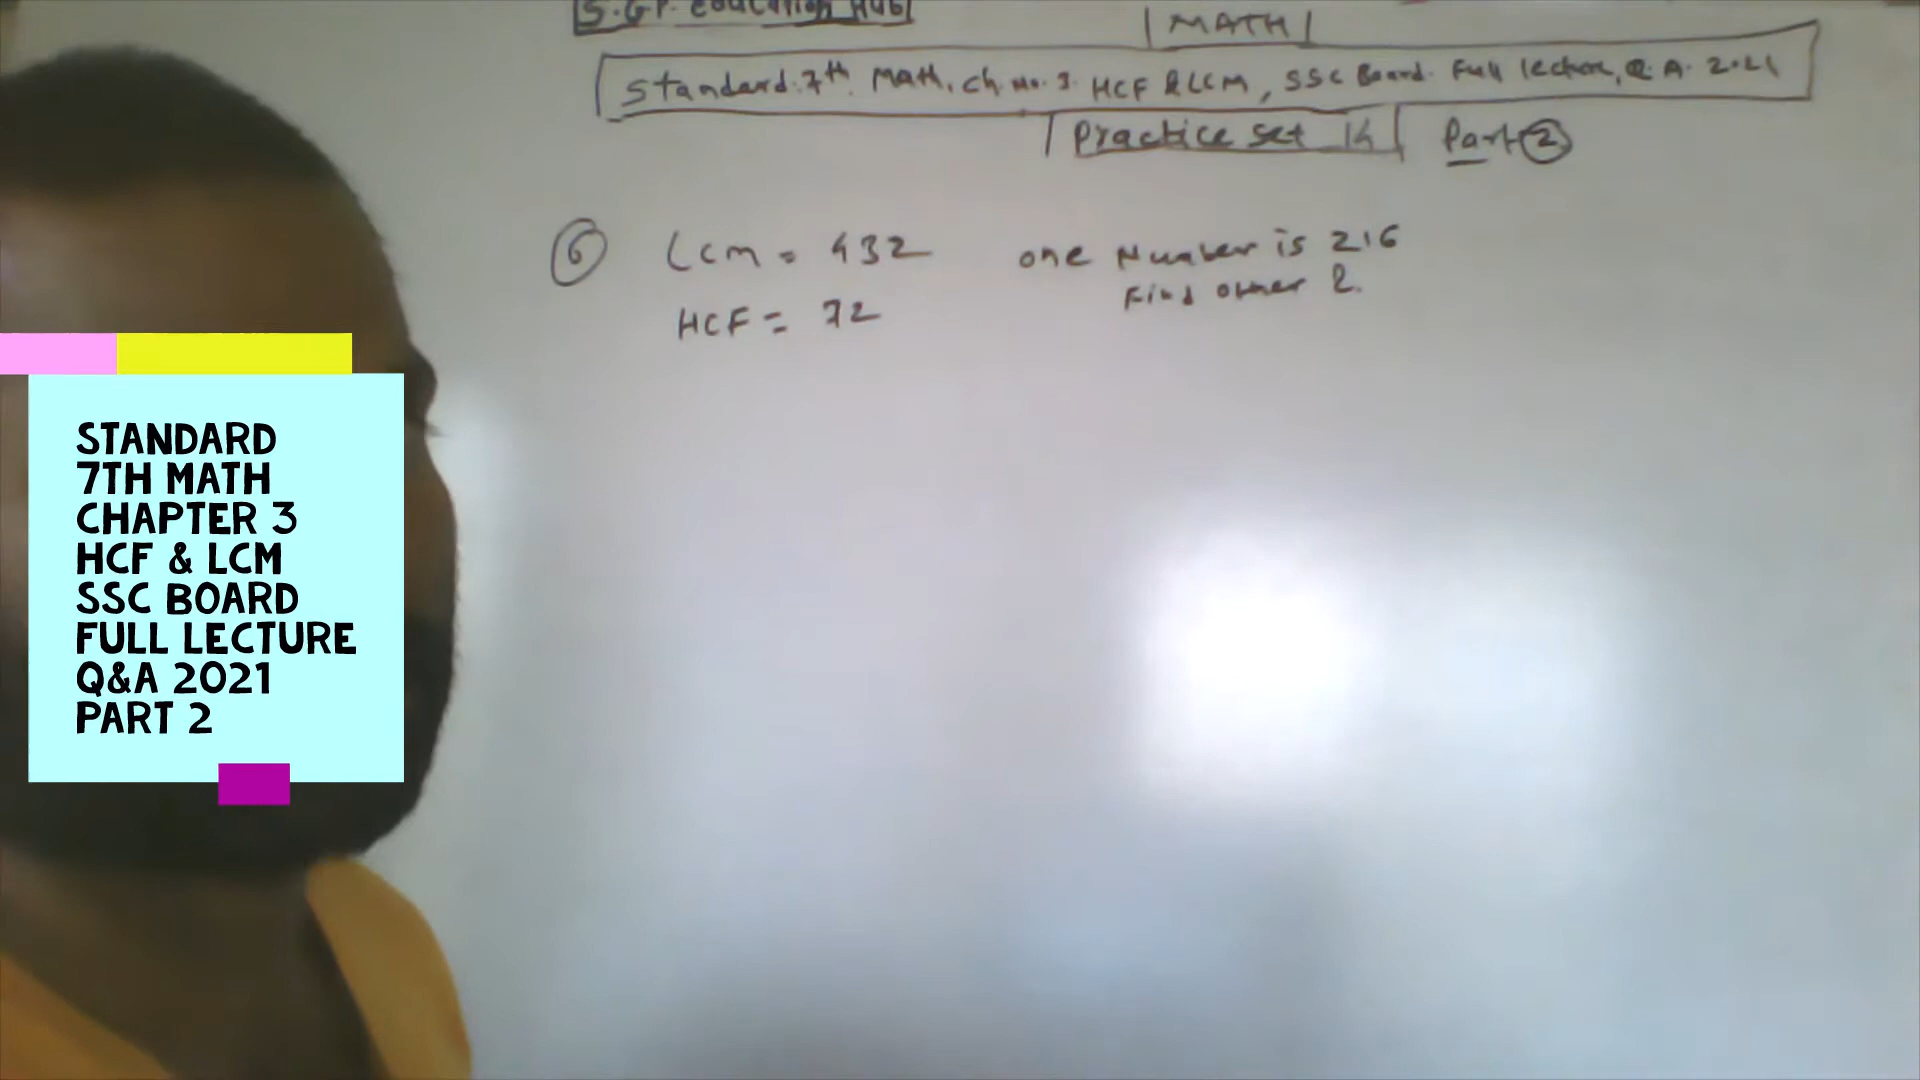 S.G.P. Education Hub
MATH
Standard 7th Math, Ch. No. 3 HCF & LCM, SSC Board. Full lecture, Q. A. 2021
Practice set 14 Part 2
6 LCM = 432 one Number is 216
Find other 2.
HCF = 72
STANDARD
7TH MATH
CHAPTER 3
HCF & LCM
SSC BOARD
FULL LECTURE
Q&A 2021
PART 2